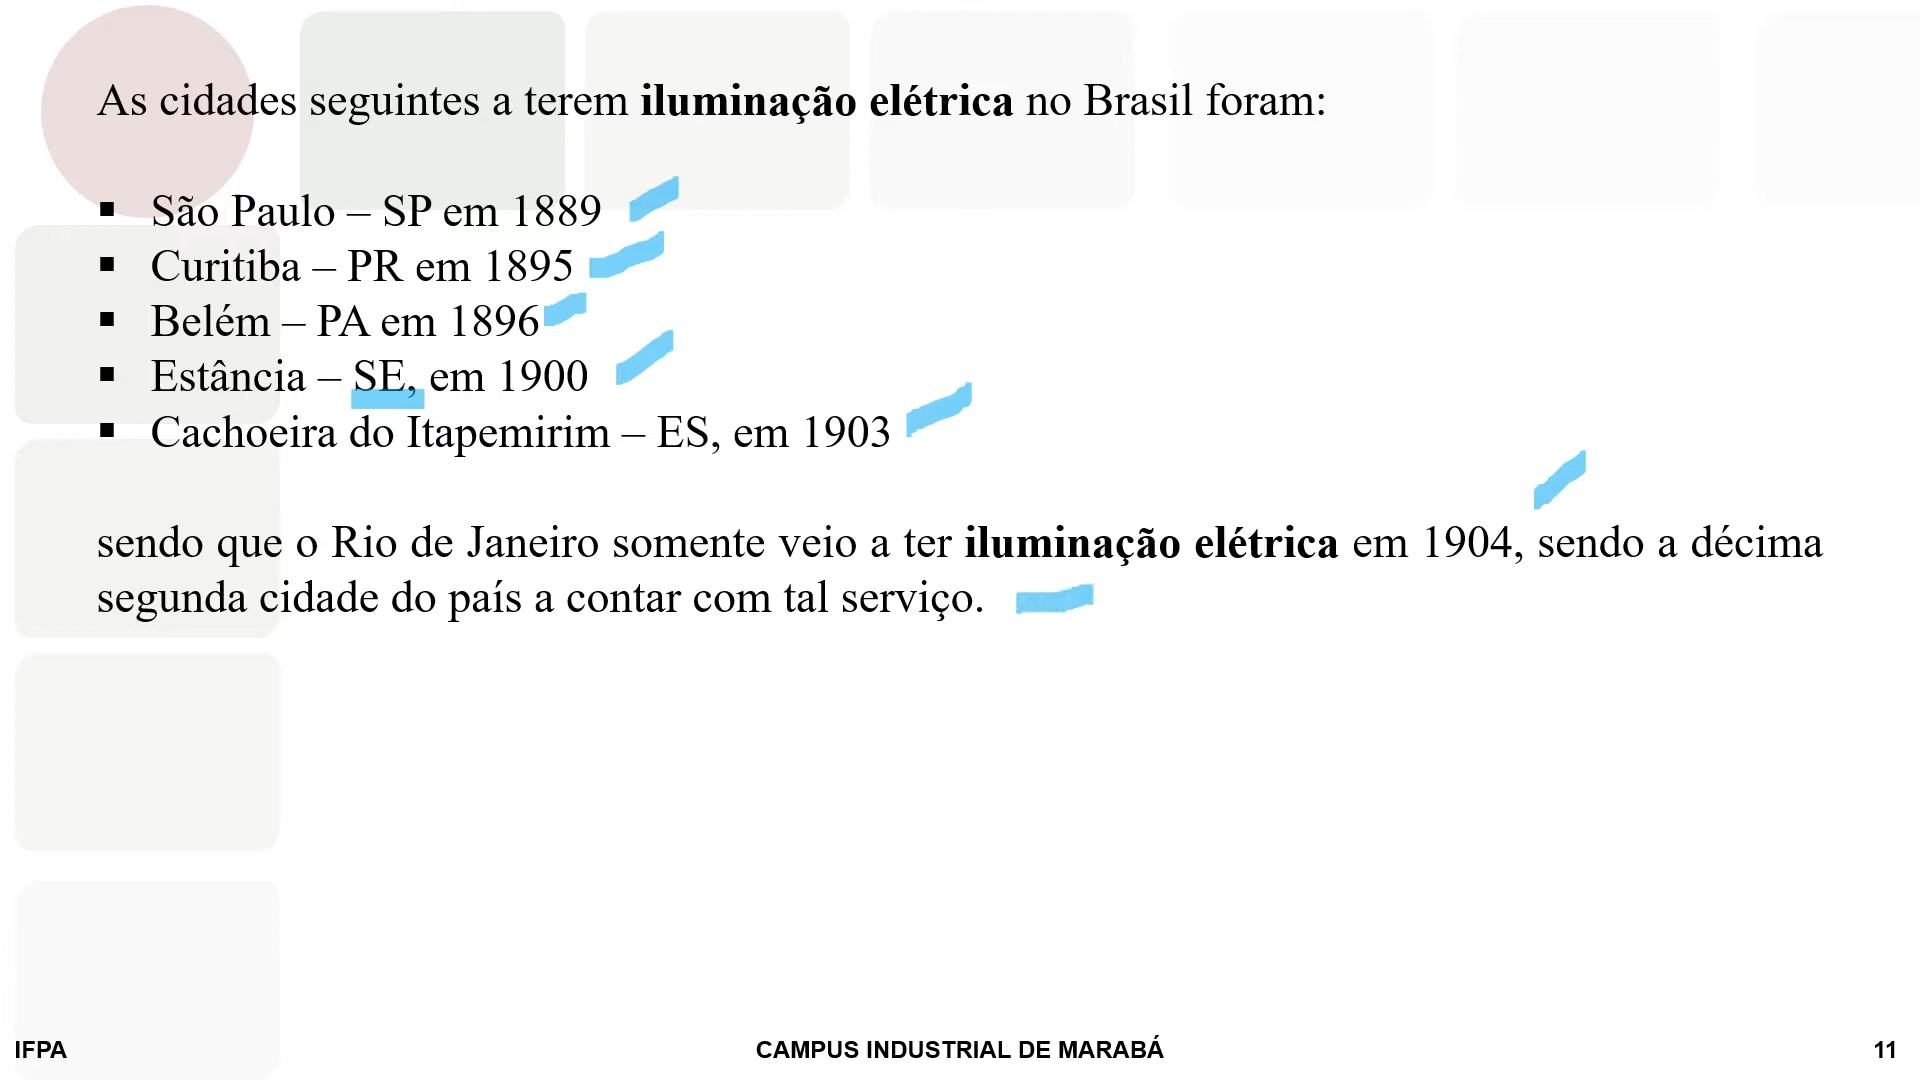 As cidades seguintes a terem iluminação elétrica no Brasil foram:
▪ São Paulo – SP em 1889
▪ Curitiba – PR em 1895
▪ Belém – PA em 1896
▪ Estância – SE, em 1900
▪ Cachoeira do Itapemirim – ES, em 1903
sendo que o Rio de Janeiro somente veio a ter iluminação elétrica em 1904, sendo a décima
segunda cidade do país a contar com tal serviço.
IFPA
CAMPUS INDUSTRIAL DE MARABÁ
11